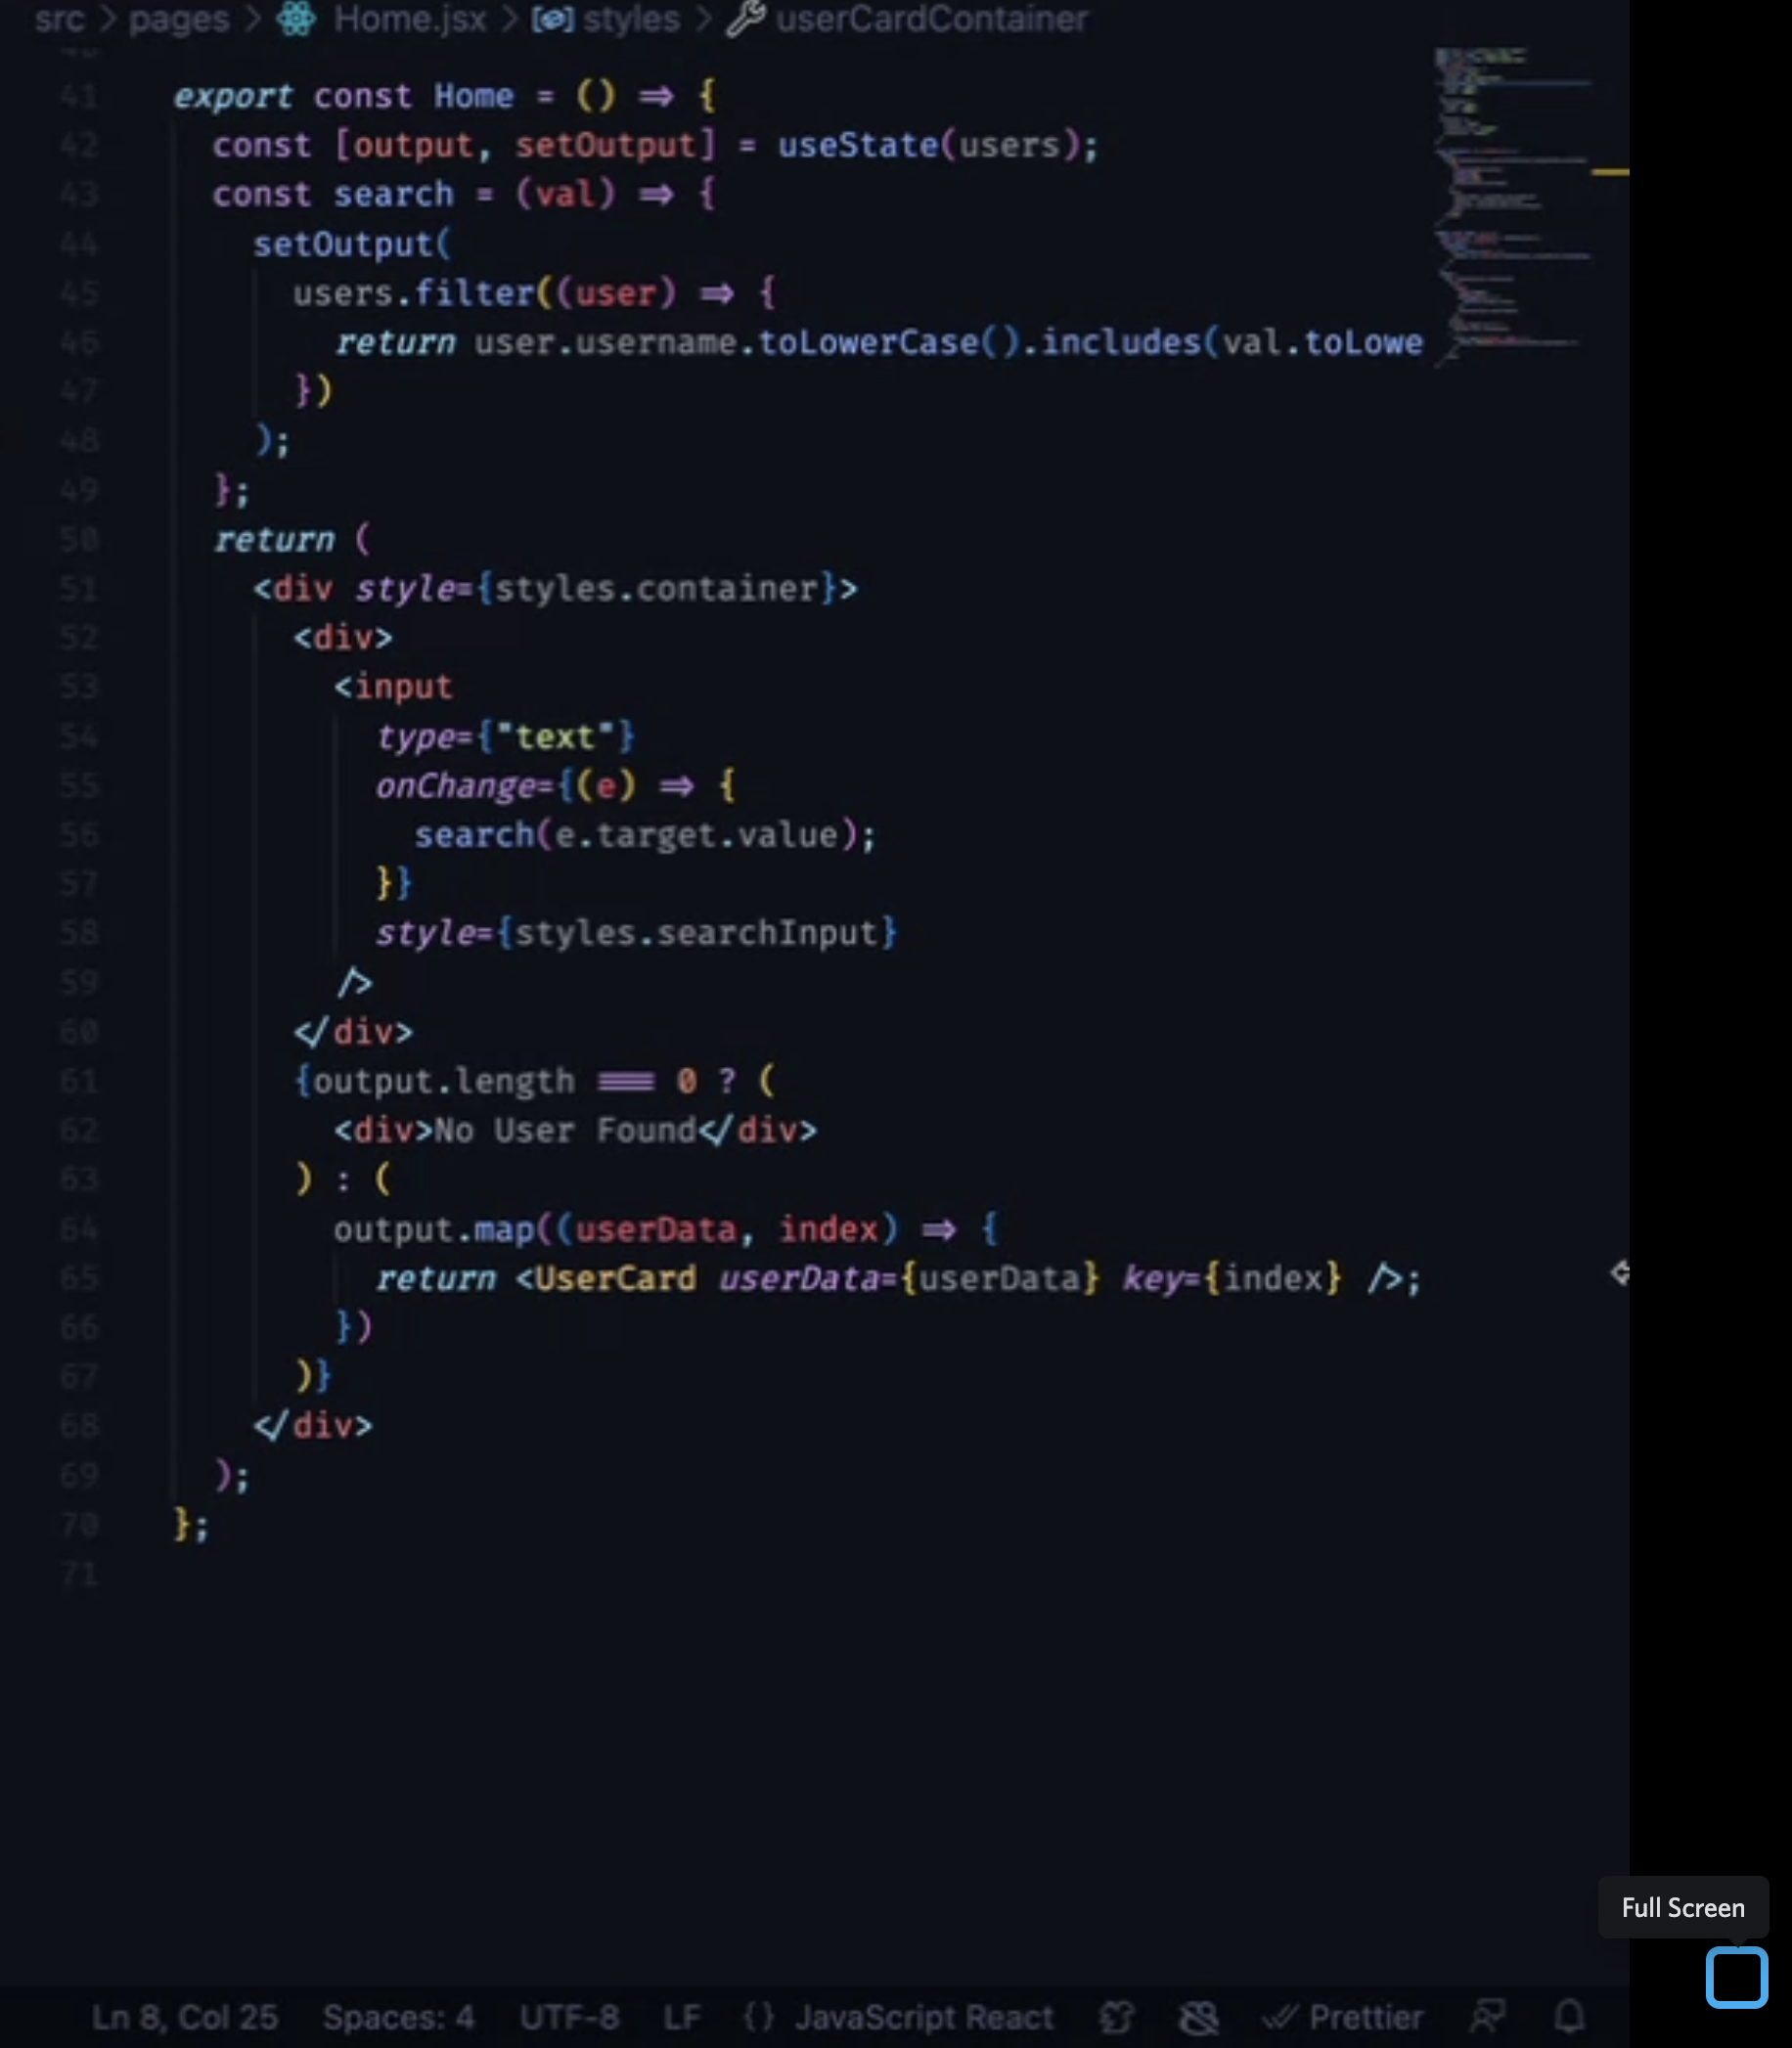 src > pages > Home.jsx > styles > userCardContainer
41 export const Home = () => {
42 const [output, setOutput] = useState(users);
43 const search = (val) => {
44 setOutput(
45 users.filter((user) => {
46 return user.username.toLowerCase().includes(val.toLowe
47 })
48 );
49 };
50 return (
51 <div style={styles.container}>
52 <div>
53 <input
54 type={"text"}
55 onChange={(e) => {
56 search(e.target.value);
57 }}
58 style={styles.searchInput}
59 />
60 </div>
61 {output.length === 0 ? (
62 <div>No User Found</div>
63 ) : (
64 output.map((userData, index) => {
65 return <UserCard userData={userData} key={index} />;
66 })
67 )}
68 </div>
69 );
70 };
71
Full Screen
Ln 8, Col 25 Spaces: 4 UTF-8 LF {} JavaScript React Prettier